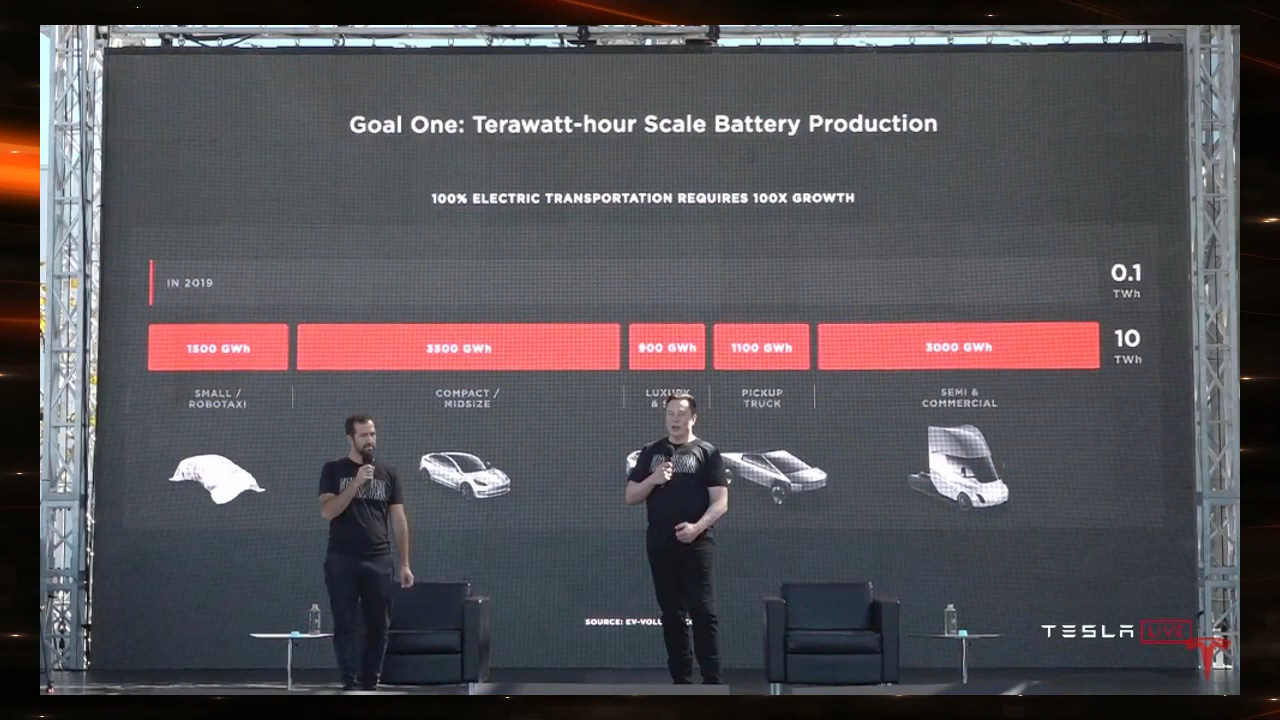 Goal One: Terawatt-hour Scale Battery Production
100% ELECTRIC TRANSPORTATION REQUIRES 100X GROWTH
IN 2019
0.1
TWh
1500 GWh
3500 GWh
900 GWh
1100 GWh
3000 GWh
10
TWh
SMALL /
ROBOTAXI
COMPACT /
MIDSIZE
LUXURY
&
PICKUP
TRUCK
SEMI &
COMMERCIAL
SOURCE:
TESLA LIVE